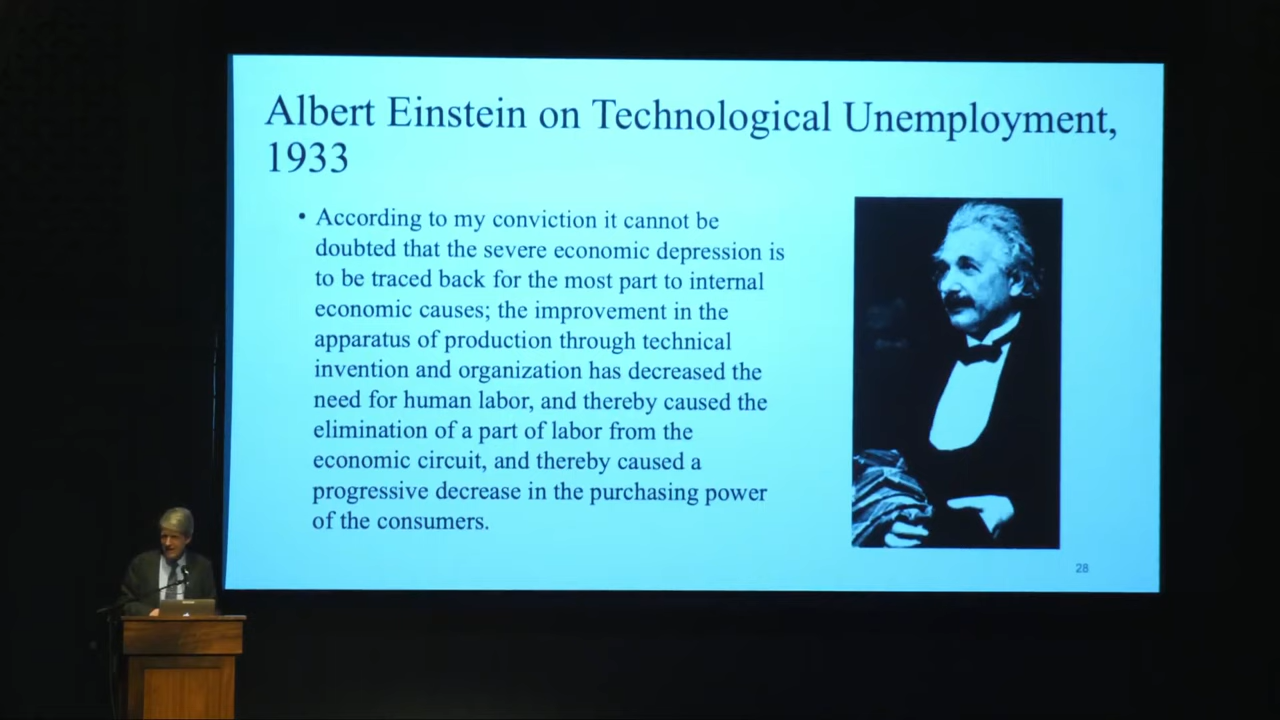 Albert Einstein on Technological Unemployment,
1933
• According to my conviction it cannot be
doubted that the severe economic depression is
to be traced back for the most part to internal
economic causes; the improvement in the
apparatus of production through technical
invention and organization has decreased the
need for human labor, and thereby caused the
elimination of a part of labor from the
economic circuit, and thereby caused a
progressive decrease in the purchasing power
of the consumers.
28